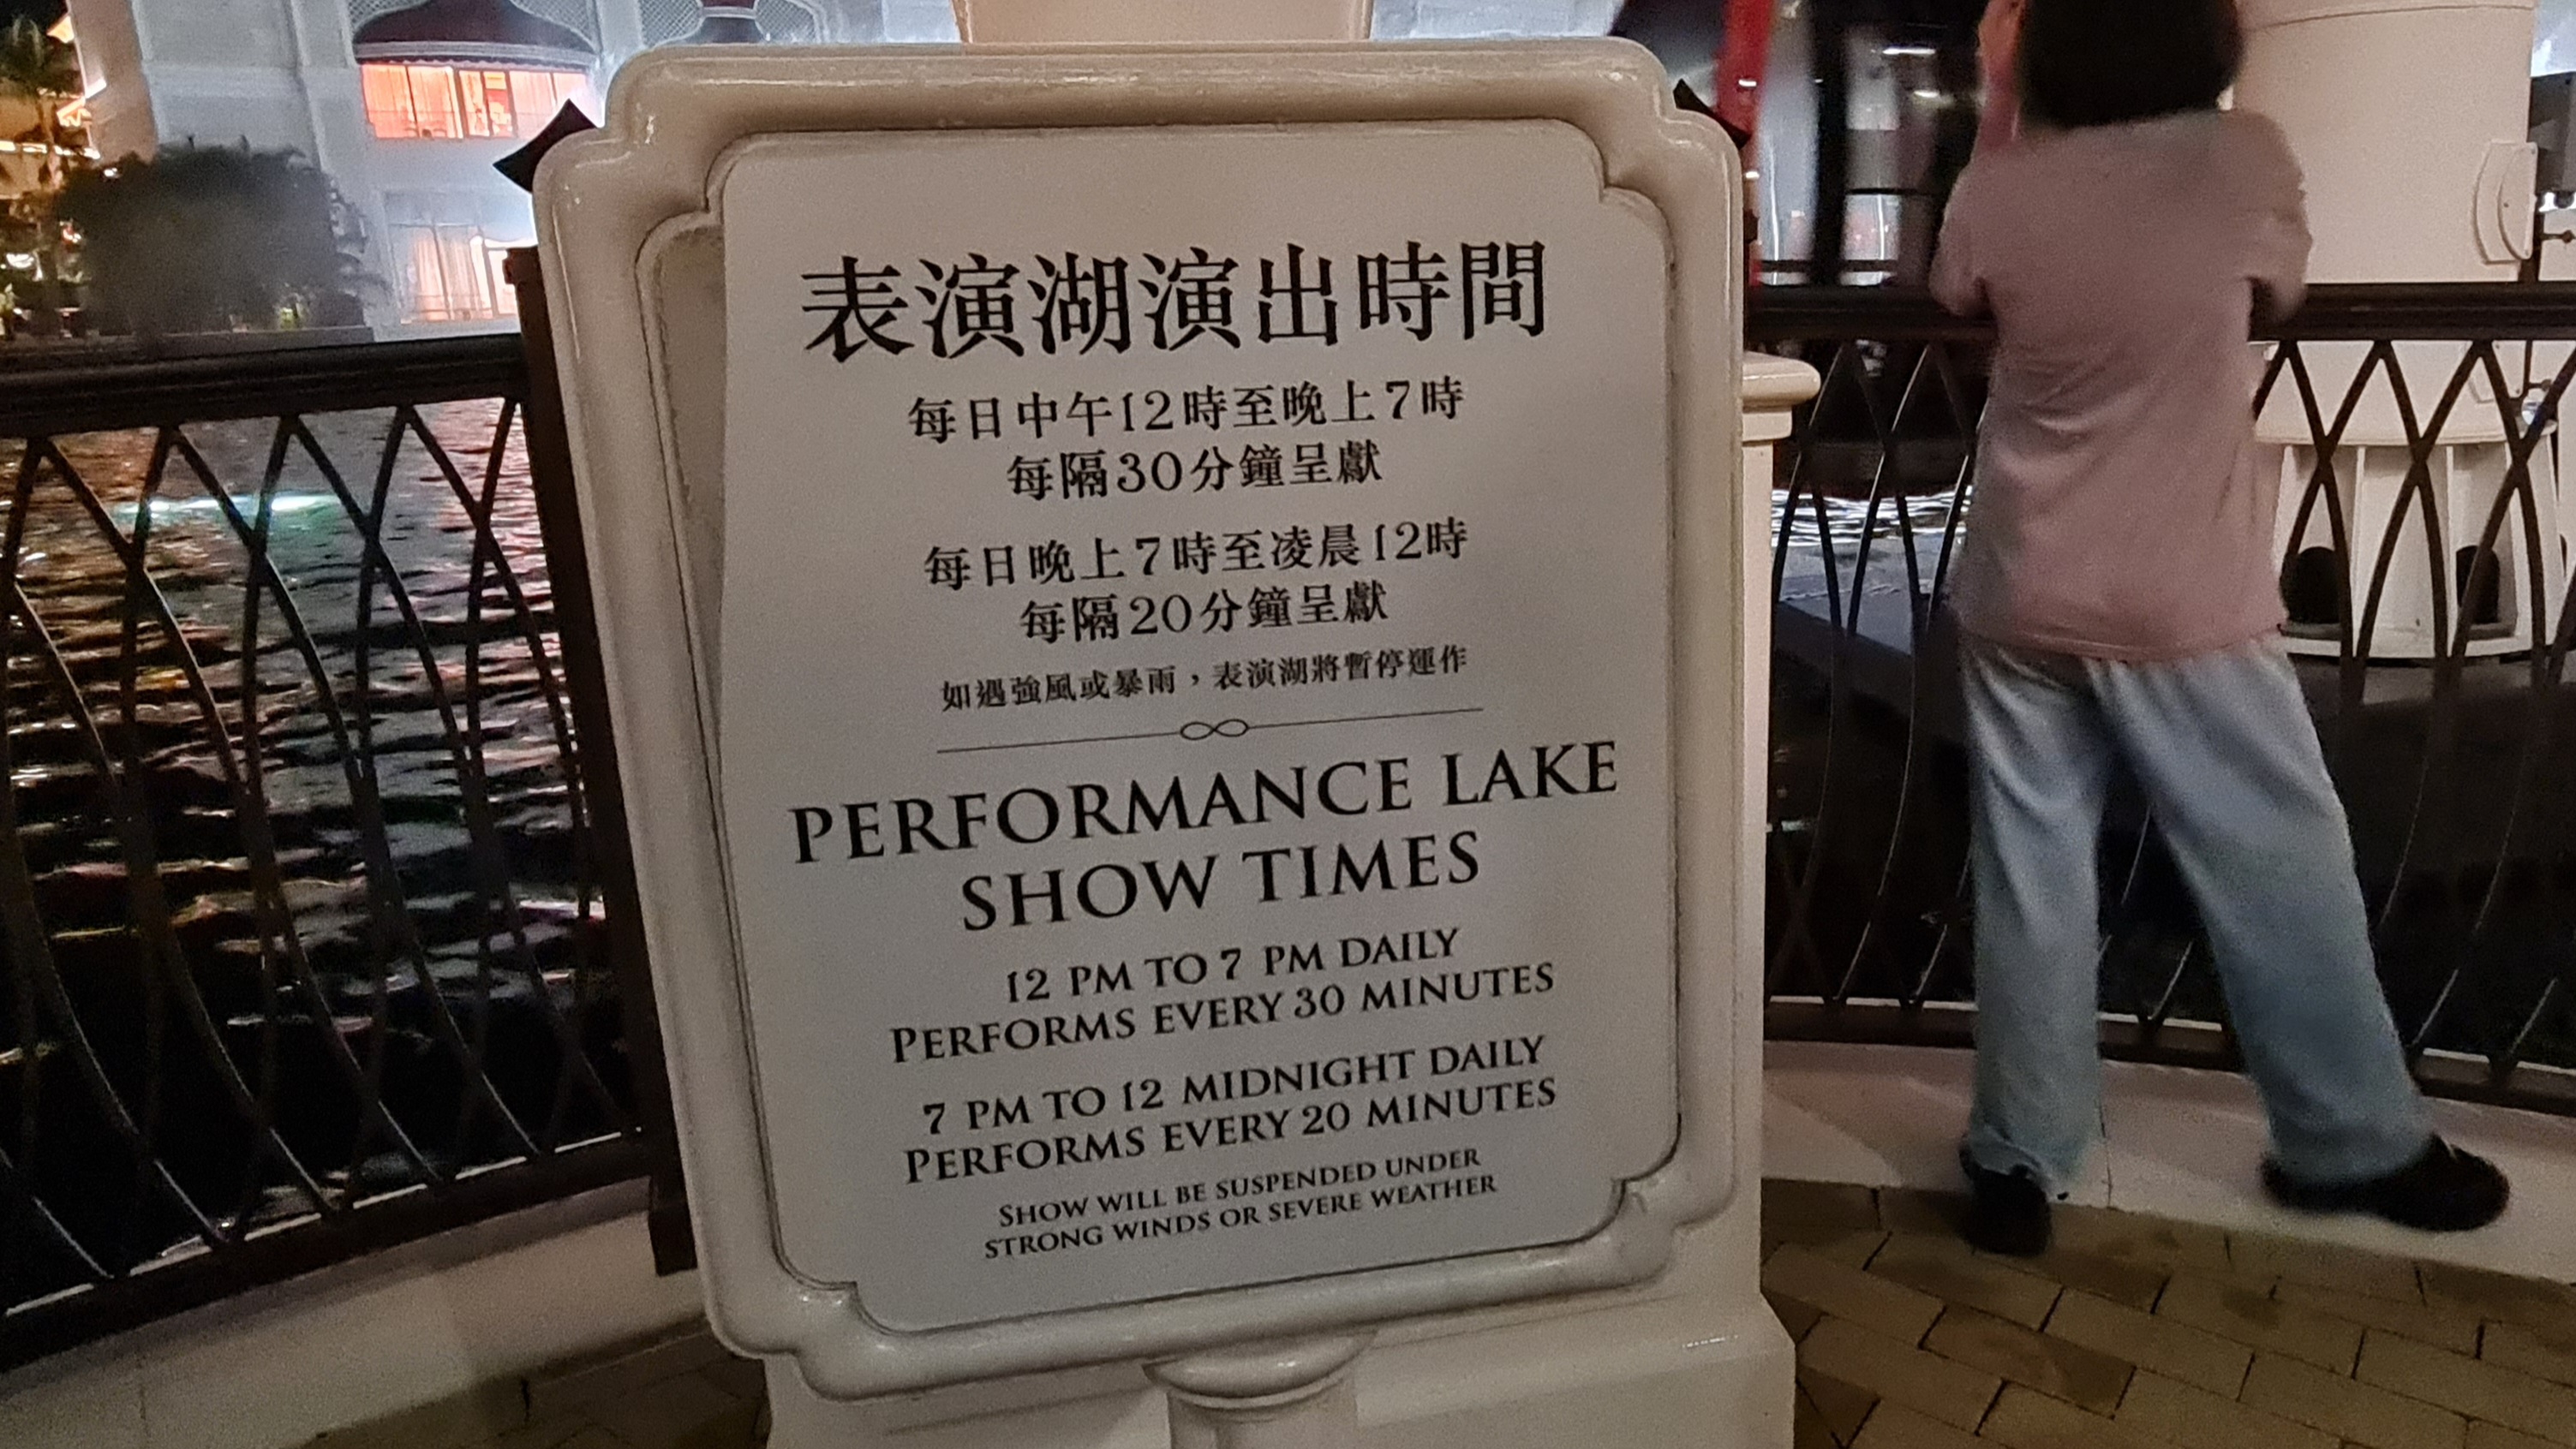 表演湖演出時間
每日中午12時至晚上7時
每隔30分鐘呈獻
每日晚上7時至凌晨12時
每隔20分鐘呈獻
如遇強風或暴雨，表演湖將暫停運作
PERFORMANCE LAKE
SHOW TIMES
12 PM TO 7 PM DAILY
PERFORMS EVERY 30 MINUTES
7 PM TO 12 MIDNIGHT DAILY
PERFORMS EVERY 20 MINUTES
SHOW WILL BE SUSPENDED UNDER
STRONG WINDS OR SEVERE WEATHER